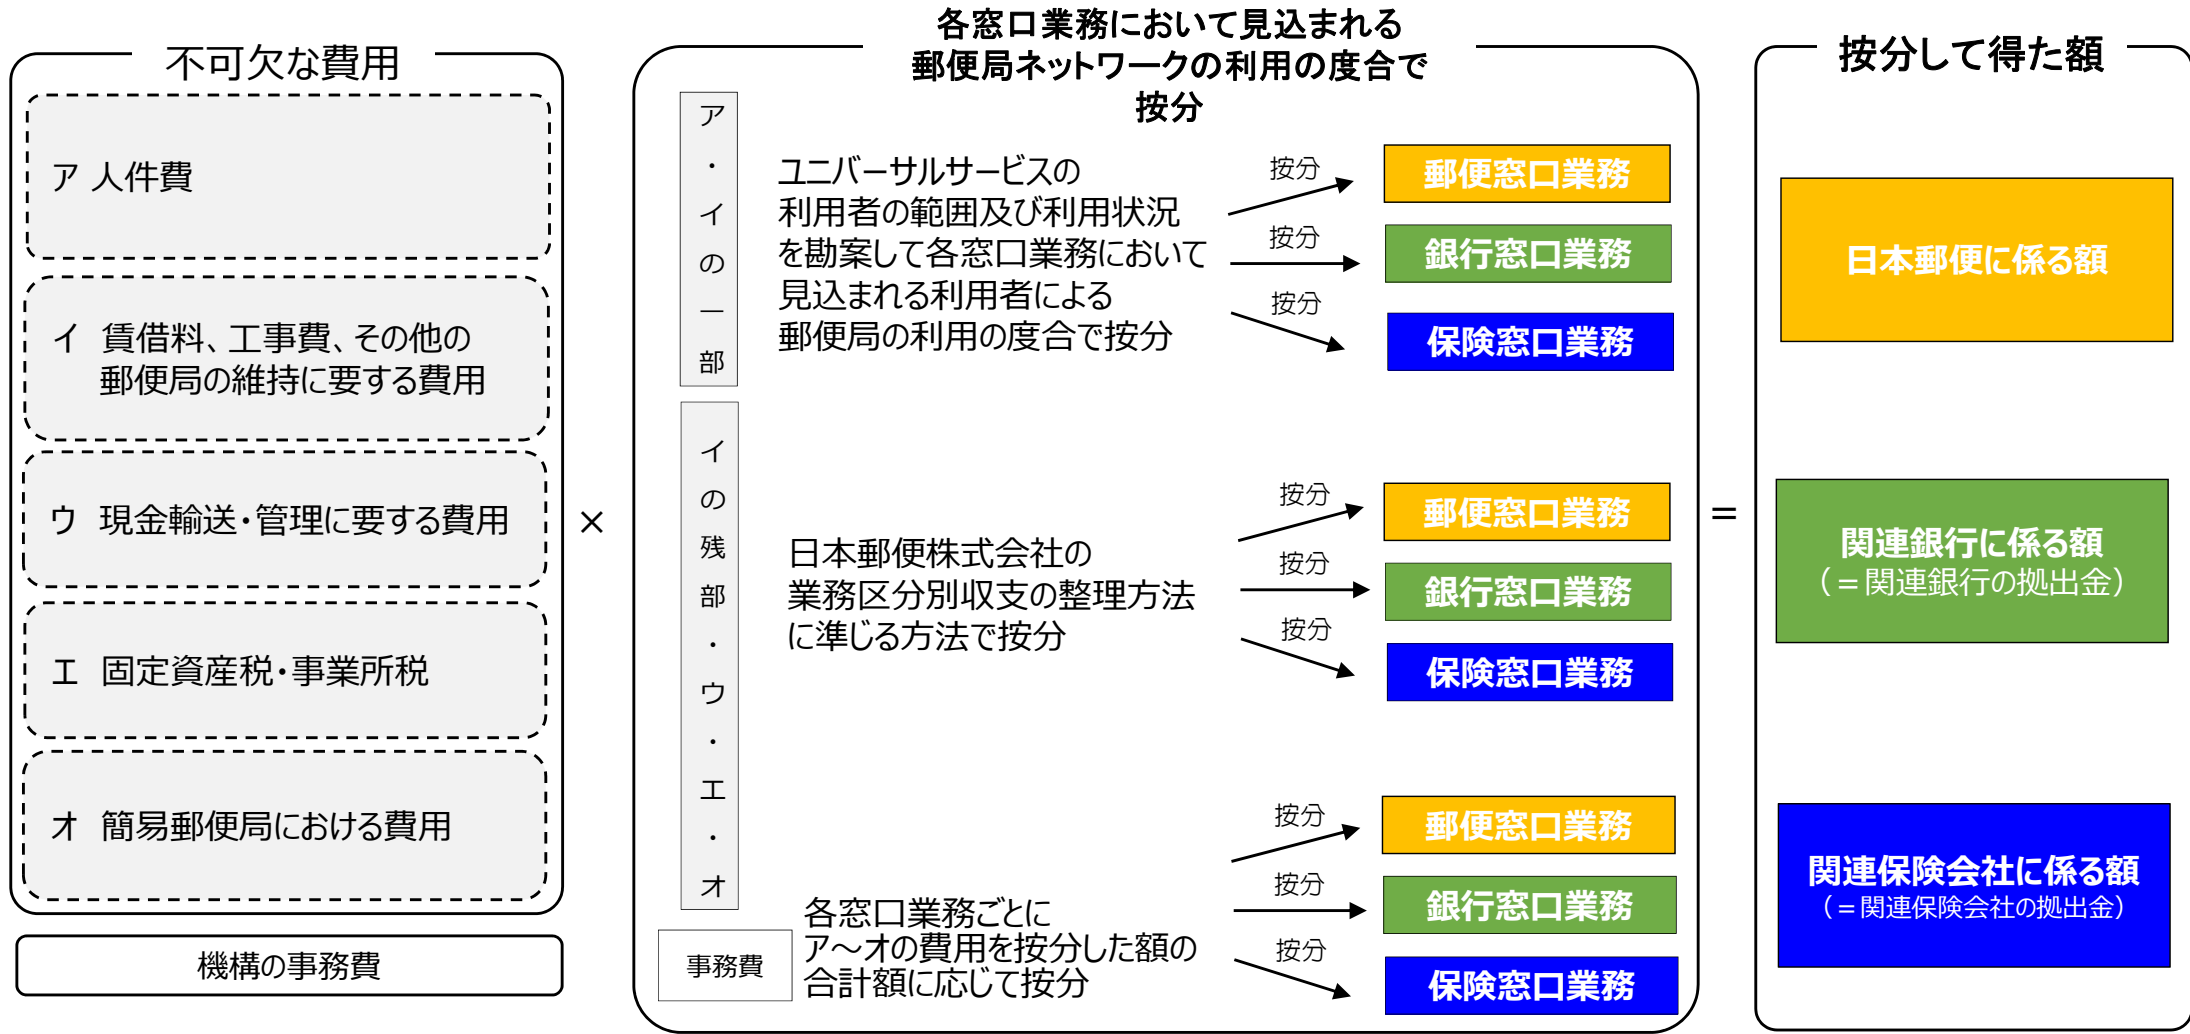 不可欠な費用
ア 人件費
イ 賃借料、工事費、その他の
郵便局の維持に要する費用
ウ 現金輸送・管理に要する費用
エ 固定資産税・事業所税
オ 簡易郵便局における費用
機構の事務費
×
各窓口業務において見込まれる
郵便局ネットワークの利用の度合で
按分
ア・イの一部
ユニバーサルサービスの
利用者の範囲及び利用状況
を勘案して各窓口業務において
見込まれる利用者による
郵便局の利用の度合で按分
按分
郵便窓口業務
按分
銀行窓口業務
按分
保険窓口業務
イの残部・ウ・エ・オ
日本郵便株式会社の
業務区分別収支の整理方法
に準じる方法で按分
按分
郵便窓口業務
按分
銀行窓口業務
按分
保険窓口業務
事務費
各窓口業務ごとに
ア～オの費用を按分した額の
合計額に応じて按分
按分
郵便窓口業務
按分
銀行窓口業務
按分
保険窓口業務
＝
按分して得た額
日本郵便に係る額
関連銀行に係る額
（＝関連銀行の拠出金）
関連保険会社に係る額
（＝関連保険会社の拠出金）